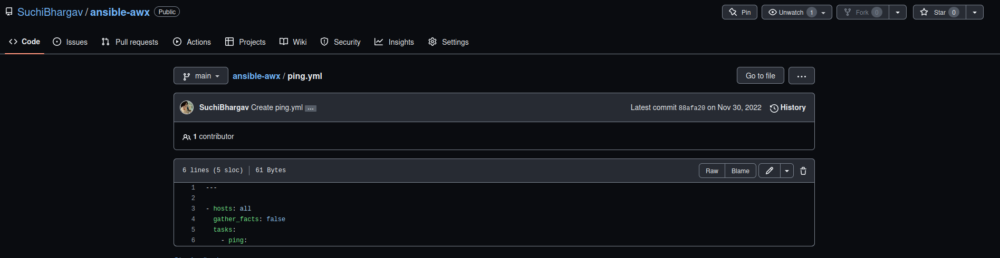 SuchiBhargav / ansible-awx Public
Pin Unwatch 1 Fork 0 Star 0
Code Issues Pull requests Actions Projects Wiki Security Insights Settings
main ansible-awx / ping.yml Go to file ...
SuchiBhargav Create ping.yml ... Latest commit 88afa20 on Nov 30, 2022 History
1 contributor
6 lines (5 sloc) 61 Bytes Raw Blame
1 ---
2
3 - hosts: all
4 gather_facts: false
5 tasks:
6 - ping: